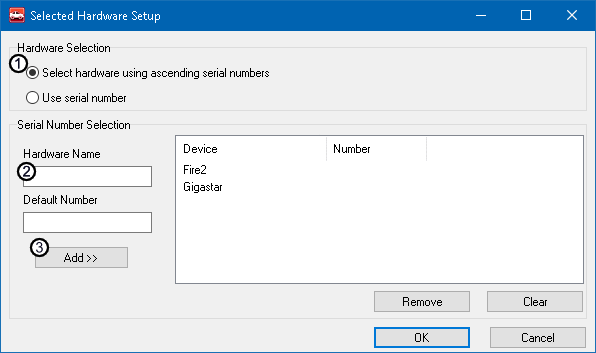 Selected Hardware Setup
Hardware Selection
1
Select hardware using ascending serial numbers
Use serial number
Serial Number Selection
Hardware Name
2
Default Number
3
Add >>
Device Number
Fire2
Gigastar
Remove Clear
OK Cancel